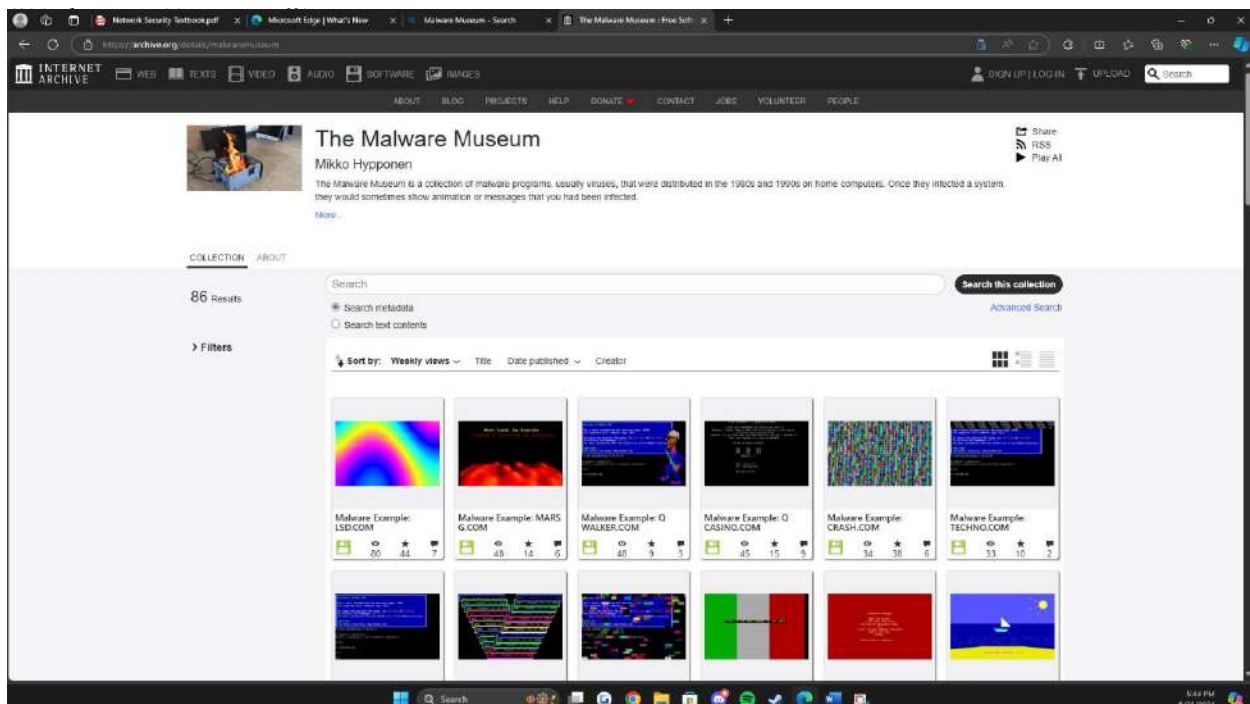 Network Security Textbook.pdf
Microsoft Edge | What's New
Malware Museum - Search
The Malware Museum : Free Soft
https://archive.org/details/malwaremuseum
INTERNET ARCHIVE
WEB TEXTS VIDEO AUDIO SOFTWARE IMAGES
SIGN UP | LOG IN UPLOAD Search
ABOUT BLOG PROJECTS HELP DONATE CONTACT JOBS VOLUNTEER PEOPLE
The Malware Museum
Mikko Hypponen
The Malware Museum is a collection of malware programs, usually viruses, that were distributed in the 1980s and 1990s on home computers. Once they infected a system,
they would sometimes show animation or messages that you had been infected.
More...
Share
RSS
Play All
COLLECTION ABOUT
86 Results
Search
Search this collection
Search metadata
Advanced Search
Search text contents
Filters
Sort by: Weekly views Title Date published Creator
Malware Example: LSD.COM
80 44 7
Malware Example: MARS G.COM
48 14 6
Malware Example: Q WALKER.COM
48 9 3
Malware Example: Q CASINO.COM
45 15 9
Malware Example: CRASH.COM
34 38 6
Malware Example: TECHNO.COM
33 10 2
Search
5:44 PM